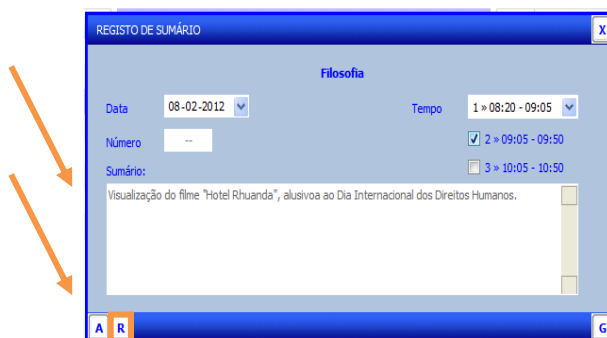 REGISTO DE SUMÁRIO X
Filosofia
Data 08-02-2012 Tempo 1 » 08:20 - 09:05
Número -- 2 » 09:05 - 09:50
Sumário: 3 » 10:05 - 10:50
Visualização do filme "Hotel Rhuanda", alusivoa ao Dia Internacional dos Direitos Humanos.
A R G